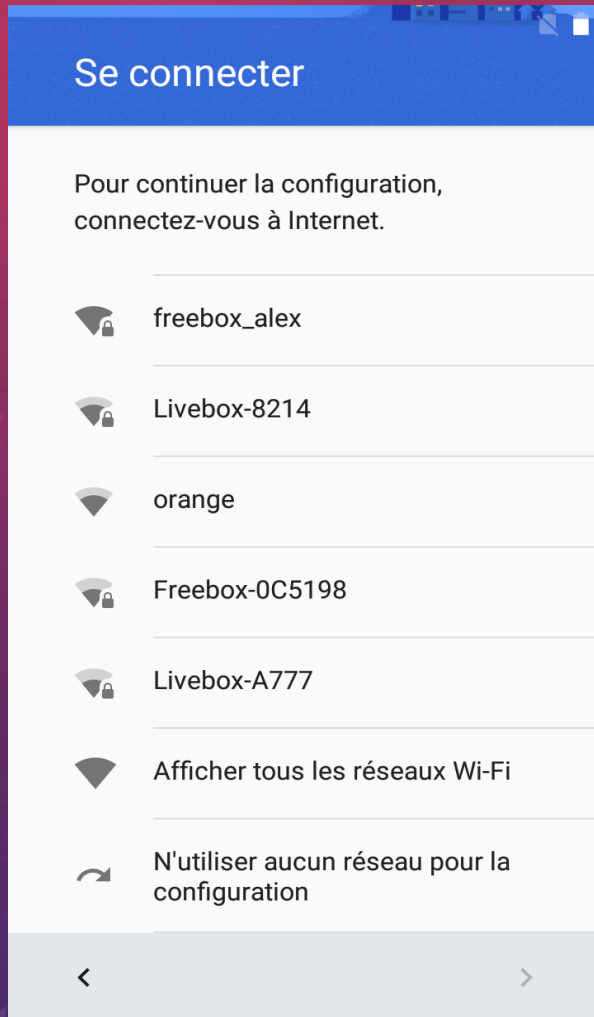 Se connecter
Pour continuer la configuration,
connectez-vous à Internet.
freebox_alex
Livebox-8214
orange
Freebox-0C5198
Livebox-A777
Afficher tous les réseaux Wi-Fi
N'utiliser aucun réseau pour la
configuration